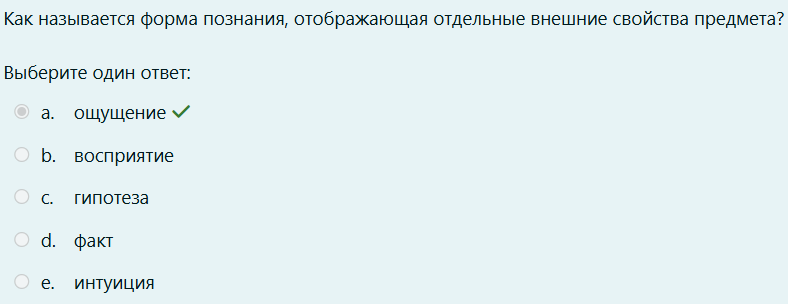 Как называется форма познания, отображающая отдельные внешние свойства предмета?
Выберите один ответ:
a. ощущение
b. восприятие
c. гипотеза
d. факт
e. интуиция